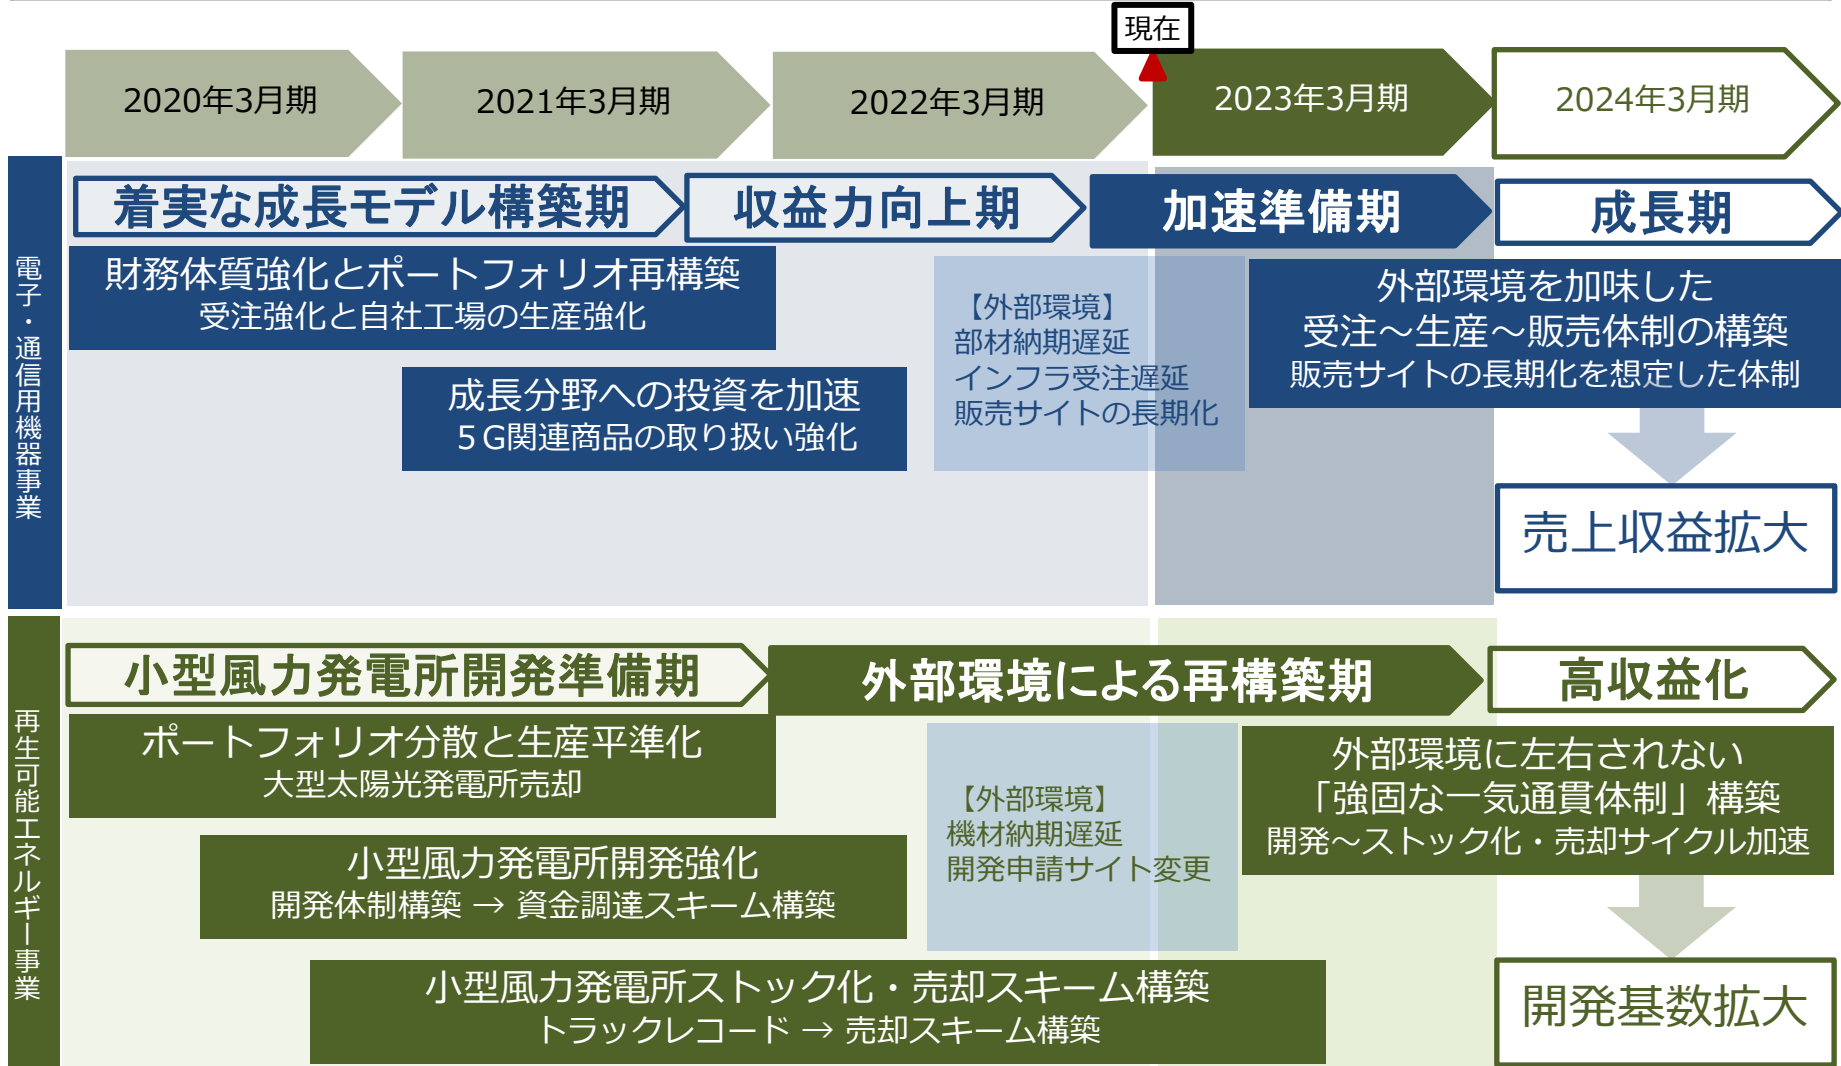 現在
2020年3月期
2021年3月期
2022年3月期
2023年3月期
2024年3月期
電子・通信用機器事業
着実な成長モデル構築期
収益力向上期
加速準備期
成長期
財務体質強化とポートフォリオ再構築
受注強化と自社工場の生産強化
成長分野への投資を加速
５G関連商品の取り扱い強化
【外部環境】
部材納期遅延
インフラ受注遅延
販売サイトの長期化
外部環境を加味した
受注～生産～販売体制の構築
販売サイトの長期化を想定した体制
売上収益拡大
再生可能エネルギー事業
小型風力発電所開発準備期
外部環境による再構築期
高収益化
ポートフォリオ分散と生産平準化
大型太陽光発電所売却
小型風力発電所開発強化
開発体制構築 → 資金調達スキーム構築
小型風力発電所ストック化・売却スキーム構築
トラックレコード → 売却スキーム構築
【外部環境】
機材納期遅延
開発申請サイト変更
外部環境に左右されない
「強固な一気通貫体制」構築
開発～ストック化・売却サイクル加速
開発基数拡大